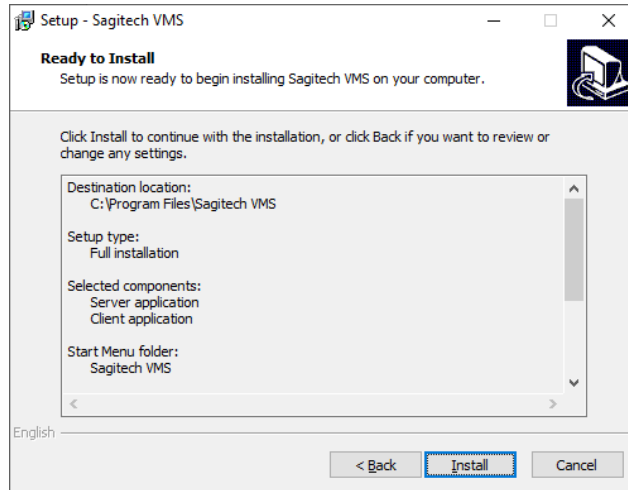 Setup - Sagitech VMS
Ready to Install
Setup is now ready to begin installing Sagitech VMS on your computer.
Click Install to continue with the installation, or click Back if you want to review or
change any settings.
Destination location:
C:\Program Files\Sagitech VMS
Setup type:
Full installation
Selected components:
Server application
Client application
Start Menu folder:
Sagitech VMS
English
< Back
Install
Cancel